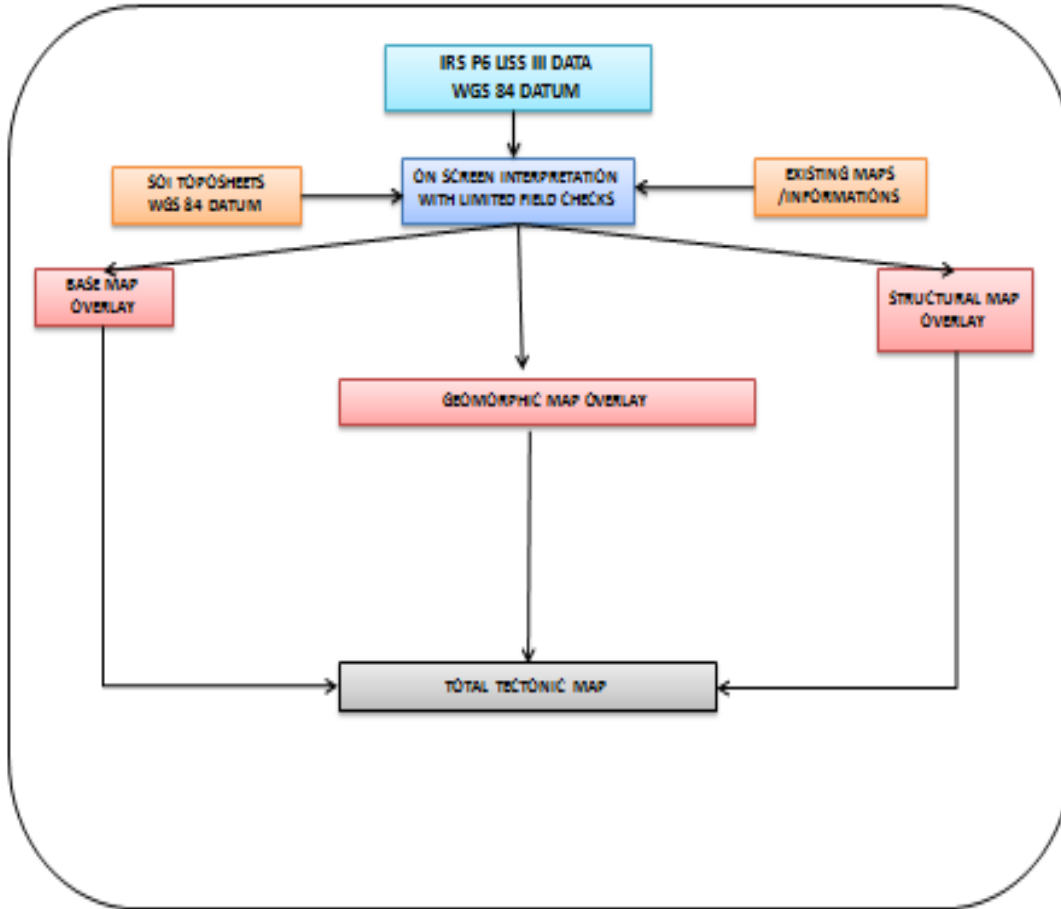 IRS P6 LISS III DATA
WGS 84 DATUM
SOI TOPOSHEETS
WGS 84 DATUM
ON SCREEN INTERPRETATION
WITH LIMITED FIELD CHECKS
EXISTING MAPS
/INFORMATIONS
BASE MAP
OVERLAY
STRUCTURAL MAP
OVERLAY
GEOMORPHIC MAP OVERLAY
TOTAL TECTONIC MAP